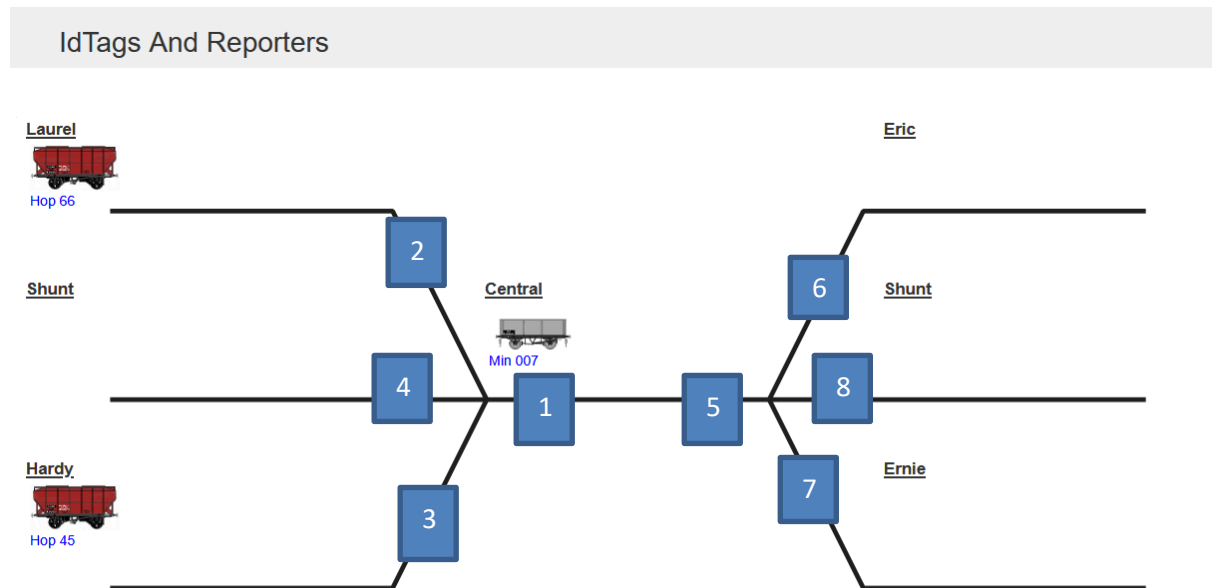 IdTags And Reporters
Laurel
Eric
Hop 66
2
6
Shunt
Central
Shunt
Min 007
4
1
5
8
Hardy
Ernie
3
7
Hop 45